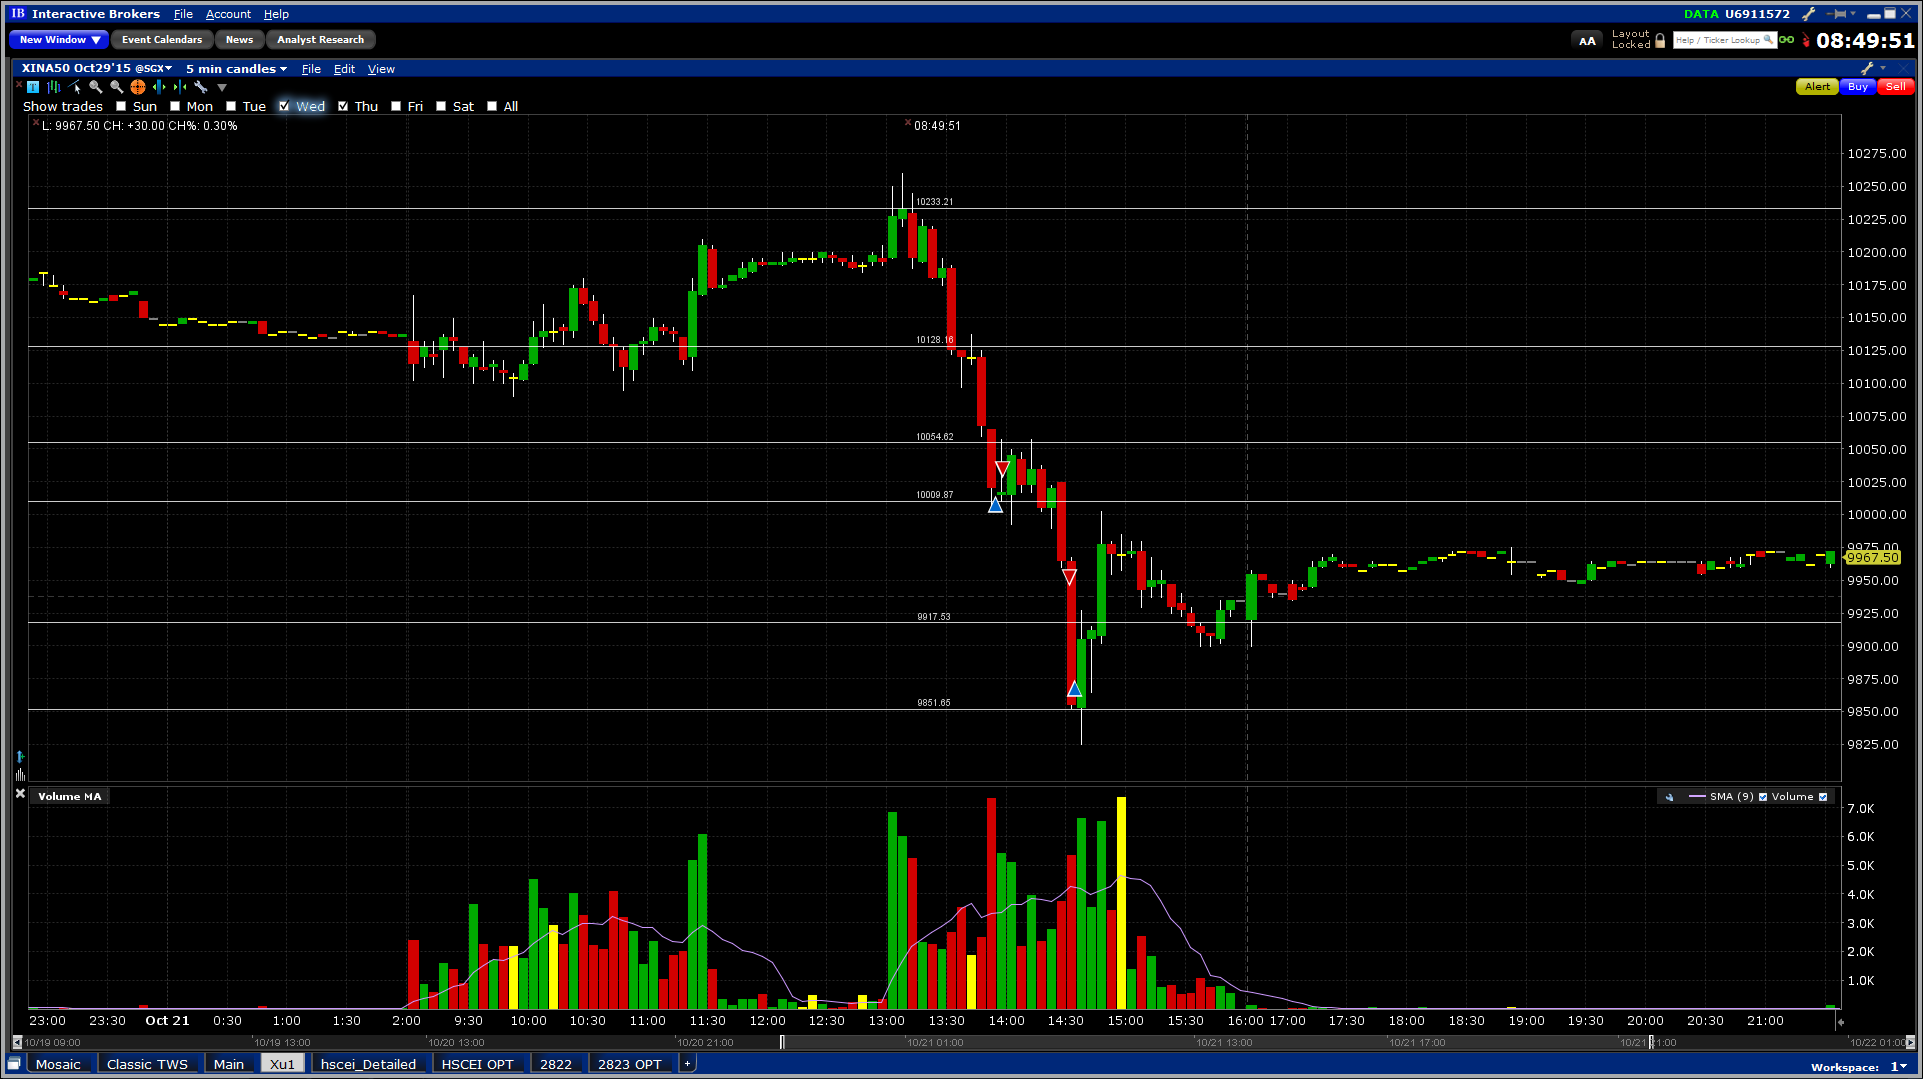 IB Interactive Brokers File Account Help DATA U6911572
New Window ▼ Event Calendars News Analyst Research AA Layout Locked Help / Ticker Lookup 08:49:51
XINA50 Oct29'15 @SGX 5 min candles File Edit View
Alert Buy Sell
Show trades Sun Mon Tue Wed Thu Fri Sat All
L: 9967.50 CH: +30.00 CH%: 0.30% 08:49:51
10275.00
10250.00
10233.21
10225.00
10200.00
10175.00
10150.00
10128.16
10125.00
10100.00
10075.00
10054.62
10050.00
10025.00
10009.87
10000.00
9975.00
9967.50
9950.00
9925.00
9917.53
9900.00
9875.00
9851.65
9850.00
9825.00
Volume MA SMA (9) Volume
7.0K
6.0K
5.0K
4.0K
3.0K
2.0K
1.0K
23:00 23:30 Oct 21 0:30 1:00 1:30 2:00 9:30 10:00 10:30 11:00 11:30 12:00 12:30 13:00 13:30 14:00 14:30 15:00 15:30 16:00 17:00 17:30 18:00 18:30 19:00 19:30 20:00 20:30 21:00
10/19 09:00 10/19 13:00 10/20 13:00 10/20 21:00 10/21 01:00 10/21 13:00 10/21 17:00 10/21 21:00 10/22 01:00
Mosaic Classic TWS Main Xu1 hscei_Detailed HSCEI OPT 2822 2823 OPT + Workspace: 1